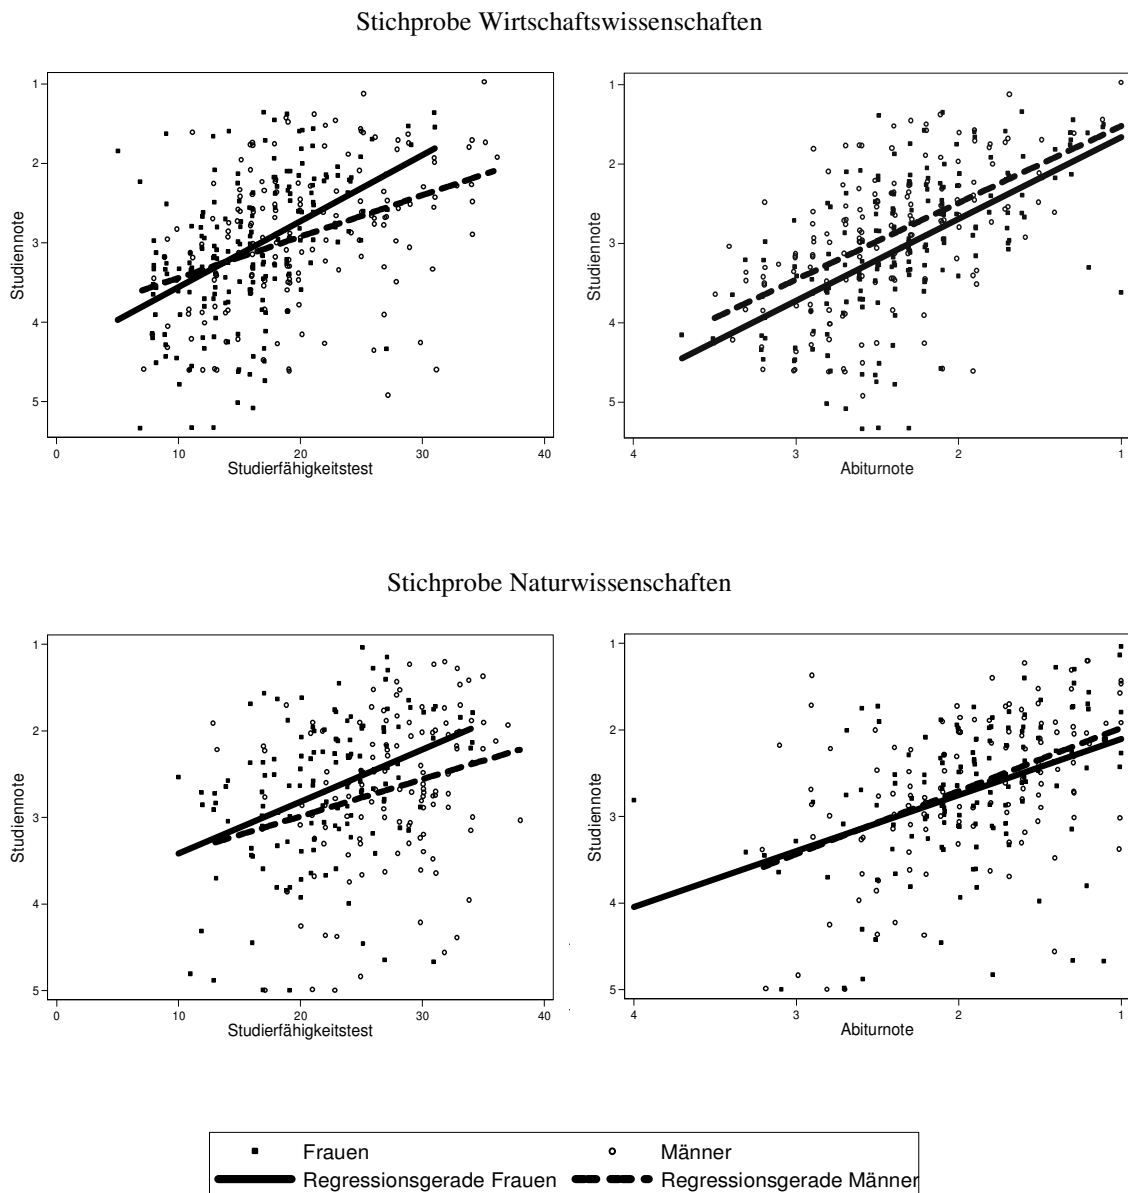 Stichprobe Wirtschaftswissenschaften
1
2
3
4
5
Studiennote
0
10
20
30
40
Studierfähigkeitstest
1
2
3
4
5
Studiennote
4
3
2
1
Abiturnote
Stichprobe Naturwissenschaften
1
2
3
4
5
Studiennote
0
10
20
30
40
Studierfähigkeitstest
1
2
3
4
5
Studiennote
4
3
2
1
Abiturnote
Frauen
Männer
Regressionsgerade Frauen
Regressionsgerade Männer